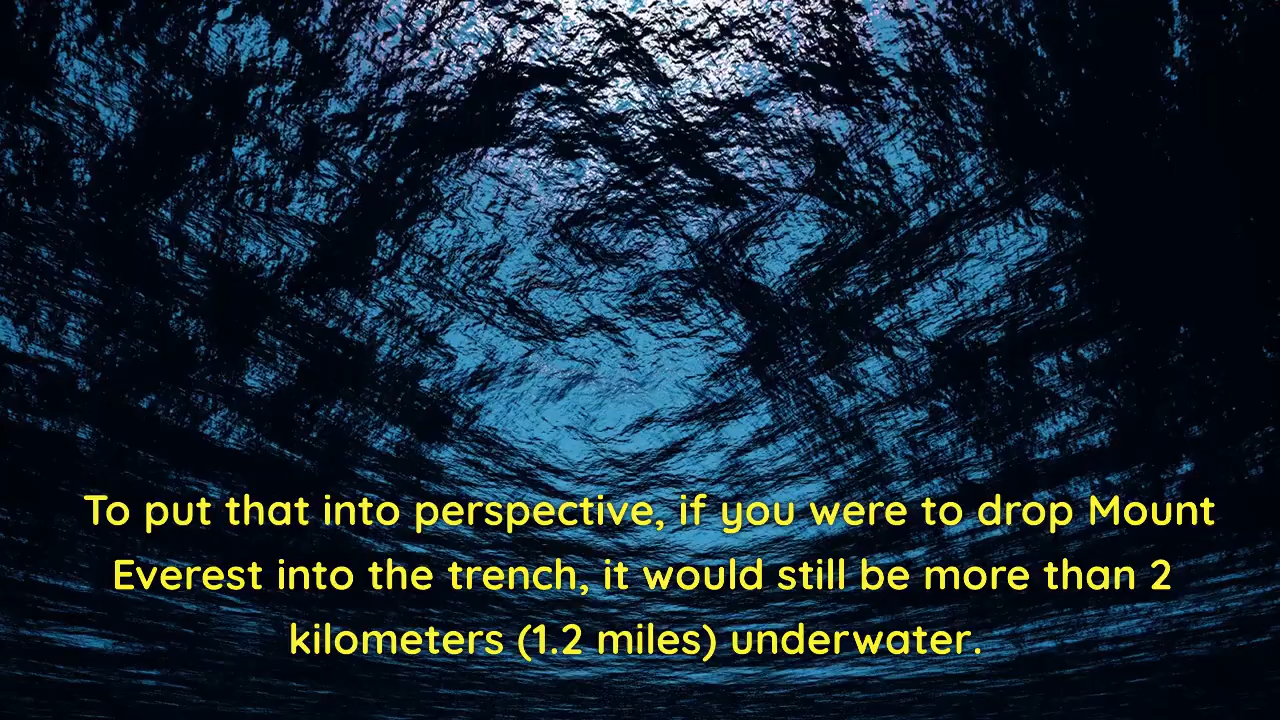 To put that into perspective, if you were to drop Mount
Everest into the trench, it would still be more than 2
kilometers (1.2 miles) underwater.